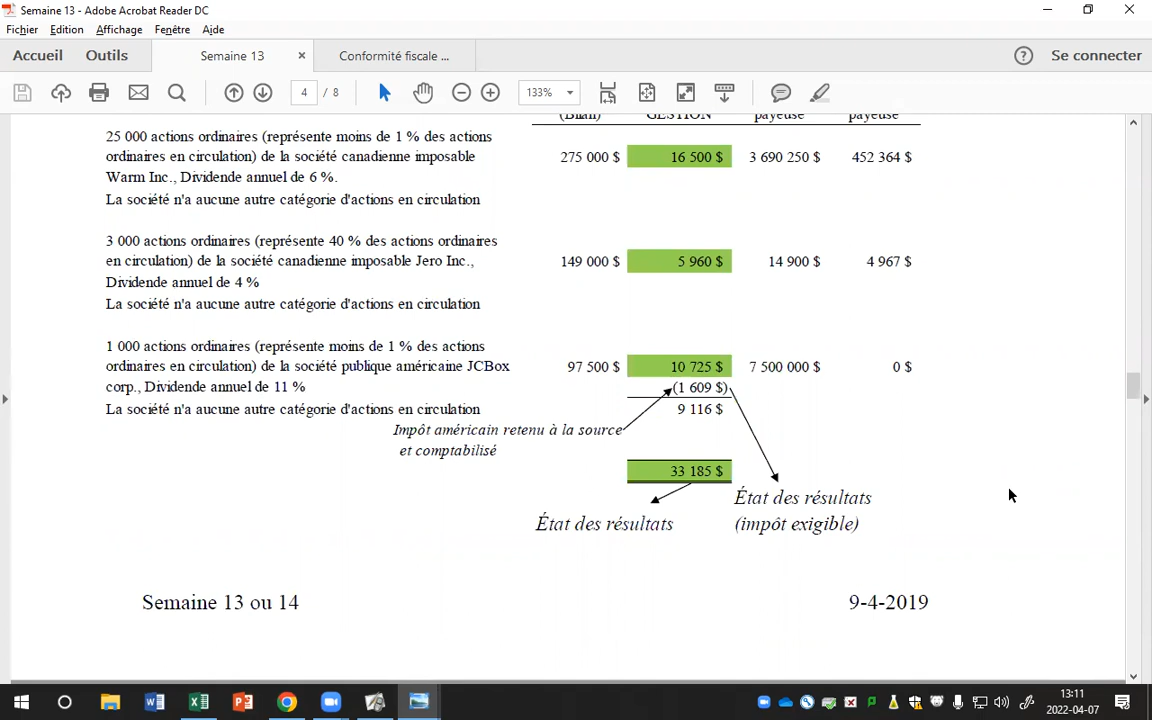 Semaine 13 - Adobe Acrobat Reader DC
Fichier Edition Affichage Fenêtre Aide
Accueil Outils Semaine 13 × Conformité fiscale ... Se connecter
4 / 8 133%
(Bilan) GESTION payeuse payeuse
25 000 actions ordinaires (représente moins de 1 % des actions
ordinaires en circulation) de la société canadienne imposable 275 000 $ 16 500 $ 3 690 250 $ 452 364 $
Warm Inc., Dividende annuel de 6 %.
La société n'a aucune autre catégorie d'actions en circulation
3 000 actions ordinaires (représente 40 % des actions ordinaires
en circulation) de la société canadienne imposable Jero Inc., 149 000 $ 5 960 $ 14 900 $ 4 967 $
Dividende annuel de 4 %
La société n'a aucune autre catégorie d'actions en circulation
1 000 actions ordinaires (représente moins de 1 % des actions
ordinaires en circulation) de la société publique américaine JCBox 97 500 $ 10 725 $ 7 500 000 $ 0 $
corp., Dividende annuel de 11 % (1 609 $)
La société n'a aucune autre catégorie d'actions en circulation 9 116 $
Impôt américain retenu à la source
et comptabilisé
33 185 $
État des résultats
État des résultats (impôt exigible)
Semaine 13 ou 14 9-4-2019
13:11
2022-04-07